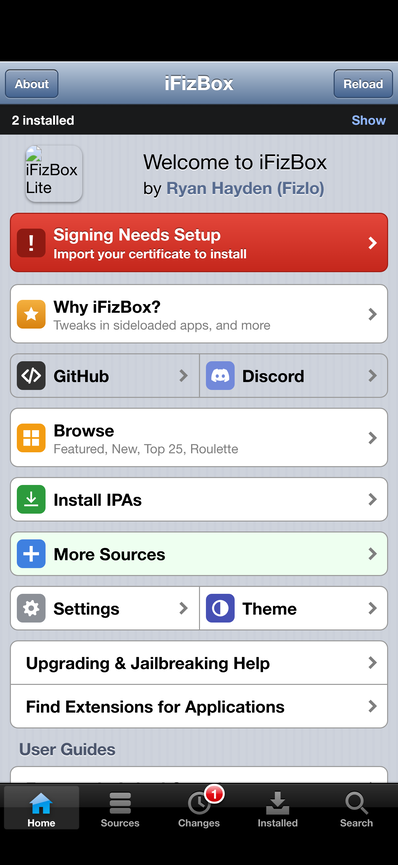 About
iFizBox
Reload
2 installed
Show
iFizBox
Lite
Welcome to iFizBox
by Ryan Hayden (Fizlo)
Signing Needs Setup
Import your certificate to install
Why iFizBox?
Tweaks in sideloaded apps, and more
GitHub
Discord
Browse
Featured, New, Top 25, Roulette
Install IPAs
More Sources
Settings
Theme
Upgrading & Jailbreaking Help
Find Extensions for Applications
User Guides
1
Home
Sources
Changes
Installed
Search